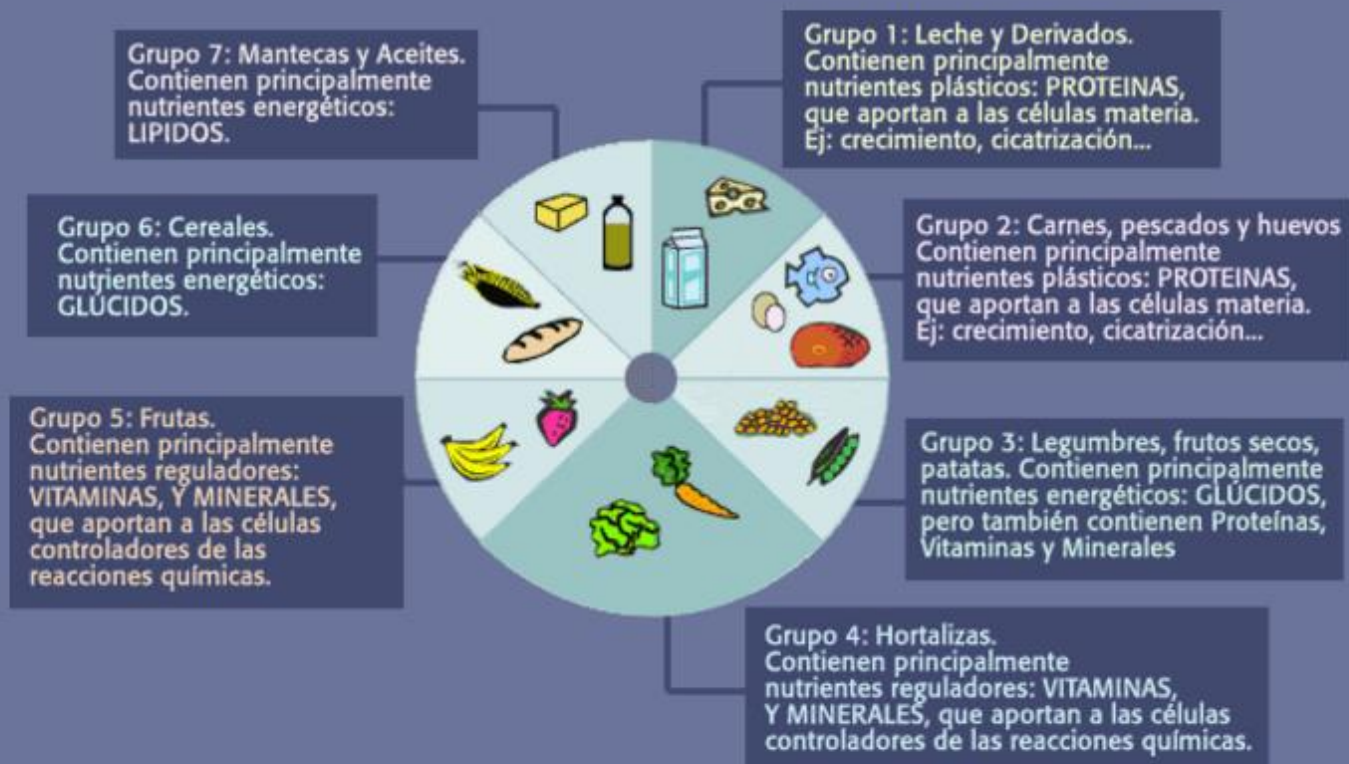 Grupo 7: Mantecas y Aceites.
Contienen principalmente
nutrientes energéticos:
LIPIDOS.
Grupo 1: Leche y Derivados.
Contienen principalmente
nutrientes plásticos: PROTEINAS,
que aportan a las células materia.
Ej: crecimiento, cicatrización...
Grupo 6: Cereales.
Contienen principalmente
nutrientes energéticos:
GLÚCIDOS.
Grupo 2: Carnes, pescados y huevos
Contienen principalmente
nutrientes plásticos: PROTEINAS,
que aportan a las células materia.
Ej: crecimiento, cicatrización...
Grupo 5: Frutas.
Contienen principalmente
nutrientes reguladores:
VITAMINAS, Y MINERALES,
que aportan a las células
controladores de las
reacciones químicas.
Grupo 3: Legumbres, frutos secos,
patatas. Contienen principalmente
nutrientes energéticos: GLÚCIDOS,
pero también contienen Proteínas,
Vitaminas y Minerales
Grupo 4: Hortalizas.
Contienen principalmente
nutrientes reguladores: VITAMINAS,
Y MINERALES, que aportan a las células
controladores de las reacciones químicas.